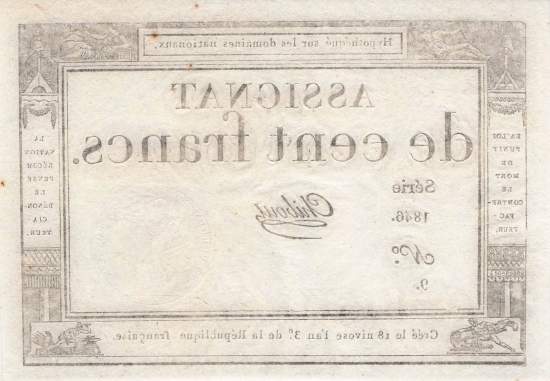 Hypothéqué sur les domaines nationaux.
ASSIGNAT
de cent francs.
Série
1846.
Nº
9.
LA LOI
PUNIT
DE
MORT
LE
CONTRE-
FAC-
TEUR.
LA
NATION
RÉCOM
PENSE
LE
DÉNON-
CIA
TEUR.
Créé le 18 nivose l'an 3.e de la République française.